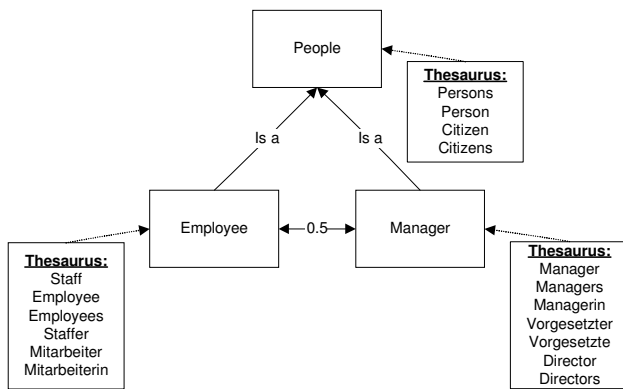 People
Thesaurus:
Persons
Person
Citizen
Citizens
Is a
Is a
Employee
0.5
Manager
Thesaurus:
Staff
Employee
Employees
Staffer
Mitarbeiter
Mitarbeiterin
Thesaurus:
Manager
Managers
Managerin
Vorgesetzter
Vorgesetzte
Director
Directors